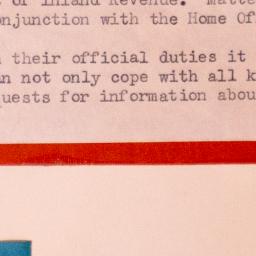 of Inland Revenue. Matte
onjunction with the Home Of
their official duties it
n not only cope with all k
uests for information abou